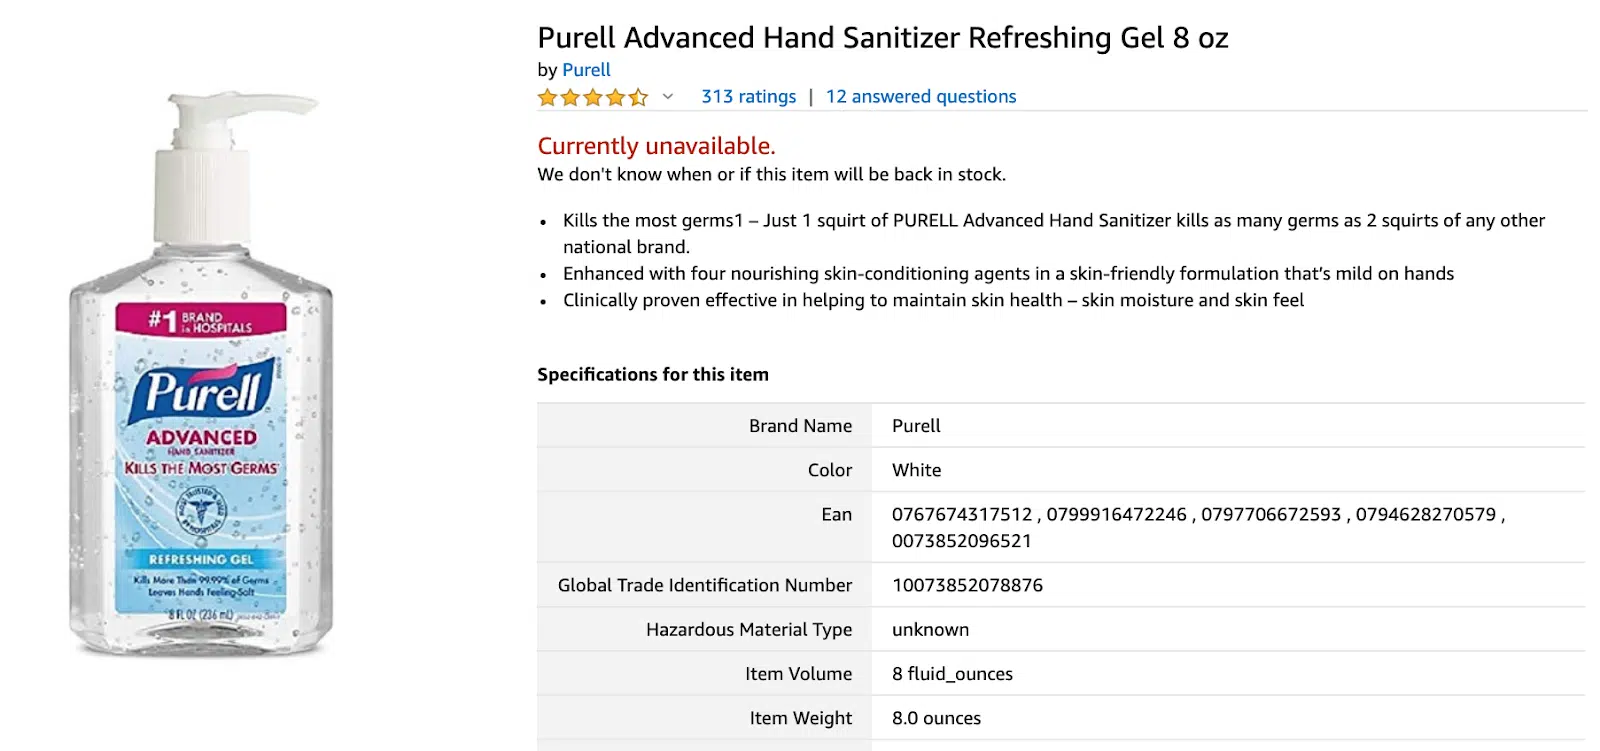 Purell Advanced Hand Sanitizer Refreshing Gel 8 oz
by Purell
313 ratings | 12 answered questions
Currently unavailable.
We don't know when or if this item will be back in stock.
• Kills the most germs1 – Just 1 squirt of PURELL Advanced Hand Sanitizer kills as many germs as 2 squirts of any other
national brand.
• Enhanced with four nourishing skin-conditioning agents in a skin-friendly formulation that's mild on hands
• Clinically proven effective in helping to maintain skin health – skin moisture and skin feel
#1 BRAND
in HOSPITALS
Purell
ADVANCED
HAND SANITIZER
KILLS THE MOST GERMS
REFRESHING GEL
Kills More Than 99.99% of Germs
Leaves Hands Feeling Soft
8 FL OZ (236 mL)
Specifications for this item
Brand Name Purell
Color White
Ean 0767674317512 , 0799916472246 , 0797706672593 , 0794628270579 ,
0073852096521
Global Trade Identification Number 10073852078876
Hazardous Material Type unknown
Item Volume 8 fluid_ounces
Item Weight 8.0 ounces